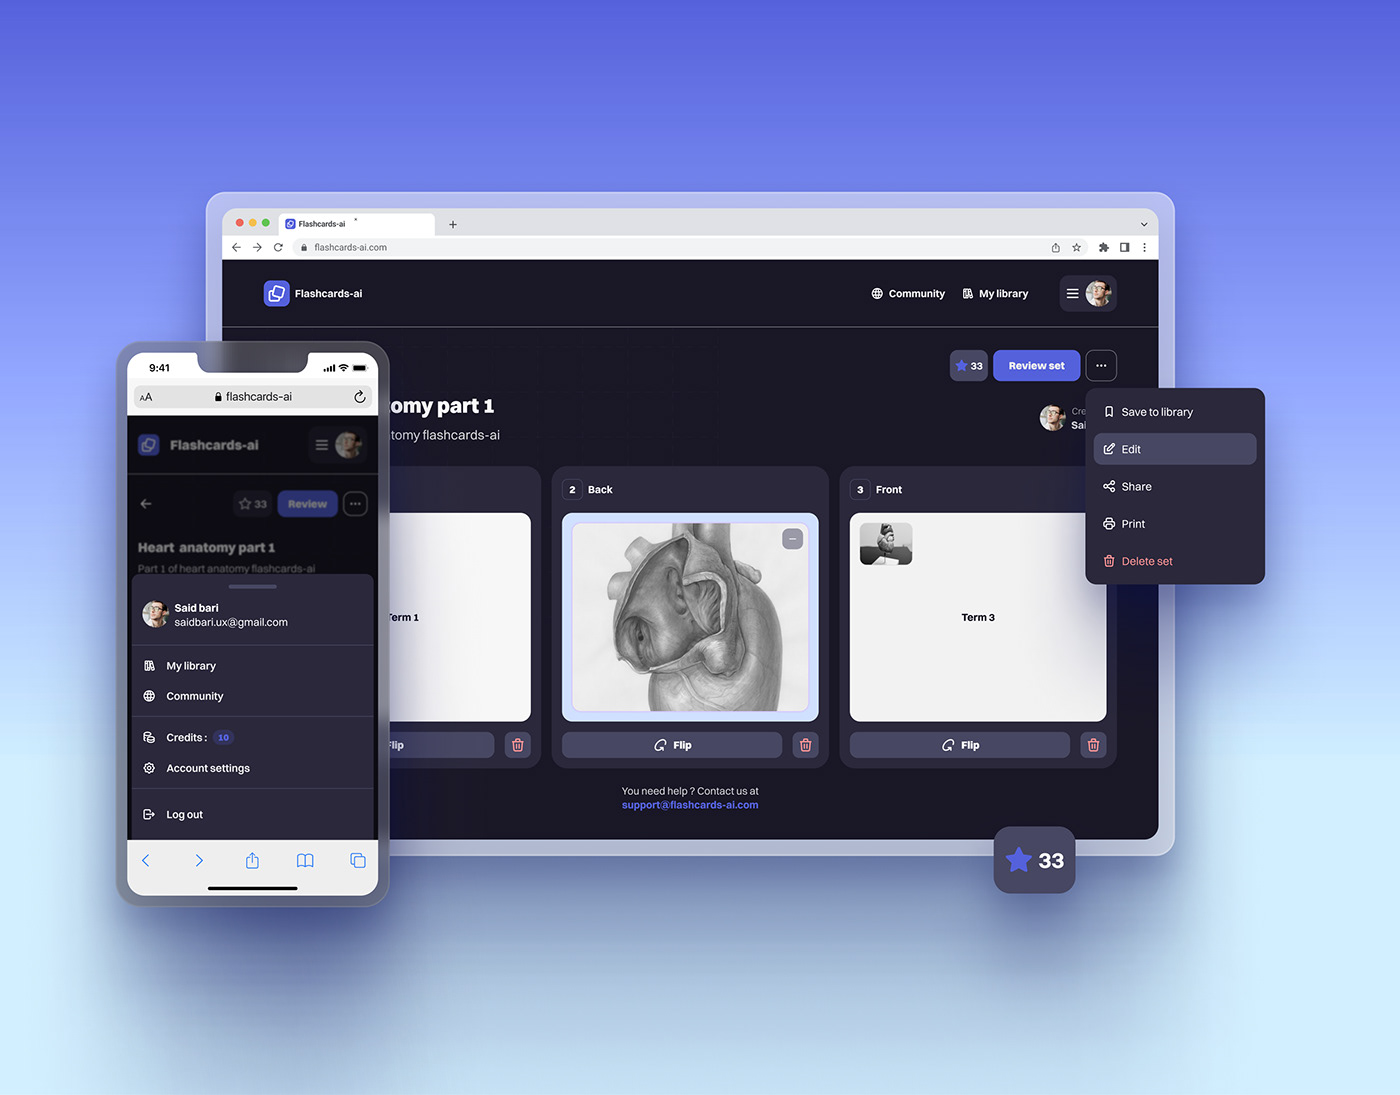 Flashcards-ai
×
+
flashcards-ai.com
Flashcards-ai
Community
My library
33
Review set
...
omy part 1
tomy flashcards-ai
Cre
Sai
Save to library
Edit
Share
Print
Delete set
2 Back
3 Front
Term 1
Term 3
lip
Flip
Flip
You need help ? Contact us at
support@flashcards-ai.com
33
9:41
AA
flashcards-ai
Flashcards-ai
33
Review
...
Heart anatomy part 1
Part 1 of heart anatomy flashcards-ai
Said bari
saidbari.ux@gmail.com
My library
Community
Credits : 10
Account settings
Log out